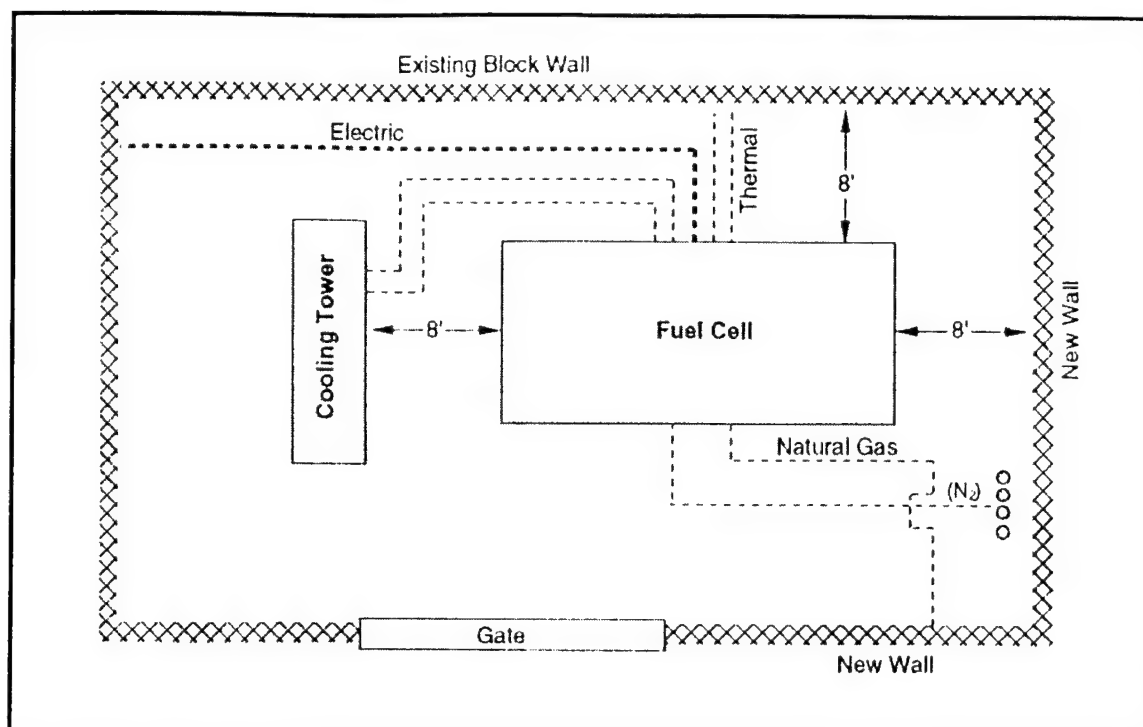 Existing Block Wall
Electric
Thermal
8'
Cooling Tower
8'
Fuel Cell
8'
New Wall
Natural Gas
(N₂)
Gate
New Wall